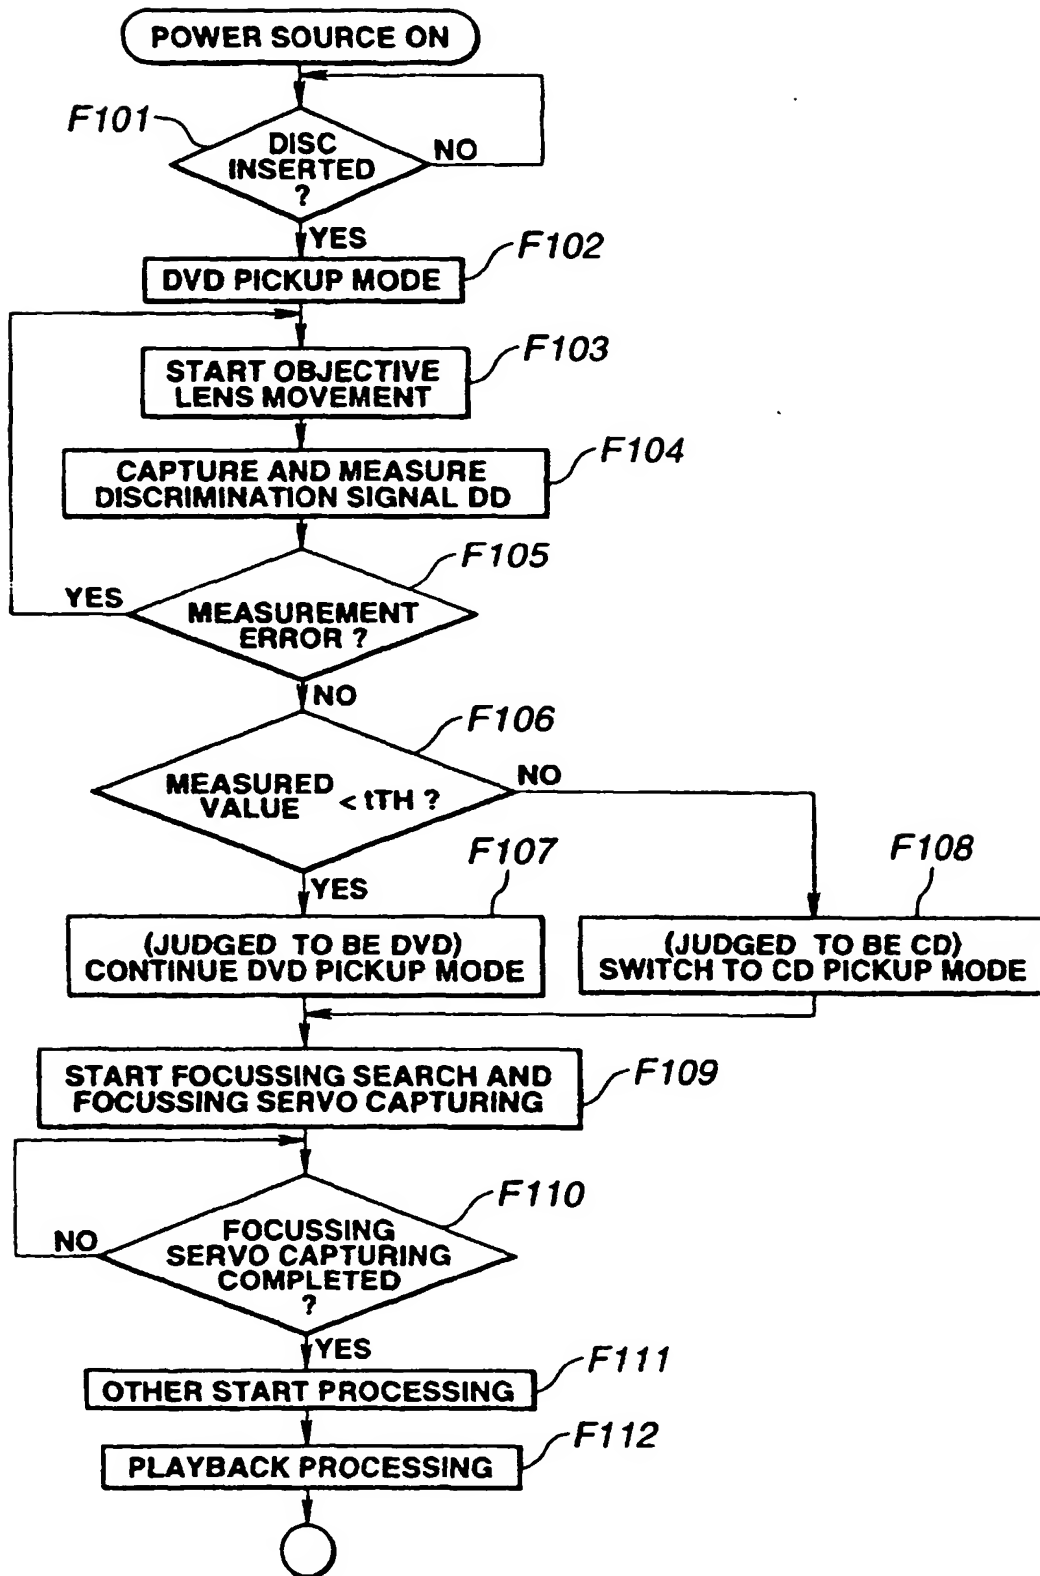 POWER SOURCE ON
F101
DISC
INSERTED
?
NO
YES
F102
DVD PICKUP MODE
F103
START OBJECTIVE
LENS MOVEMENT
F104
CAPTURE AND MEASURE
DISCRIMINATION SIGNAL DD
F105
YES
MEASUREMENT
ERROR ?
NO
F106
MEASURED
VALUE < tTH ?
NO
F107
YES
F108
(JUDGED TO BE DVD)
CONTINUE DVD PICKUP MODE
(JUDGED TO BE CD)
SWITCH TO CD PICKUP MODE
START FOCUSSING SEARCH AND
FOCUSSING SERVO CAPTURING
F109
F110
NO
FOCUSSING
SERVO CAPTURING
COMPLETED
?
YES
F111
OTHER START PROCESSING
F112
PLAYBACK PROCESSING